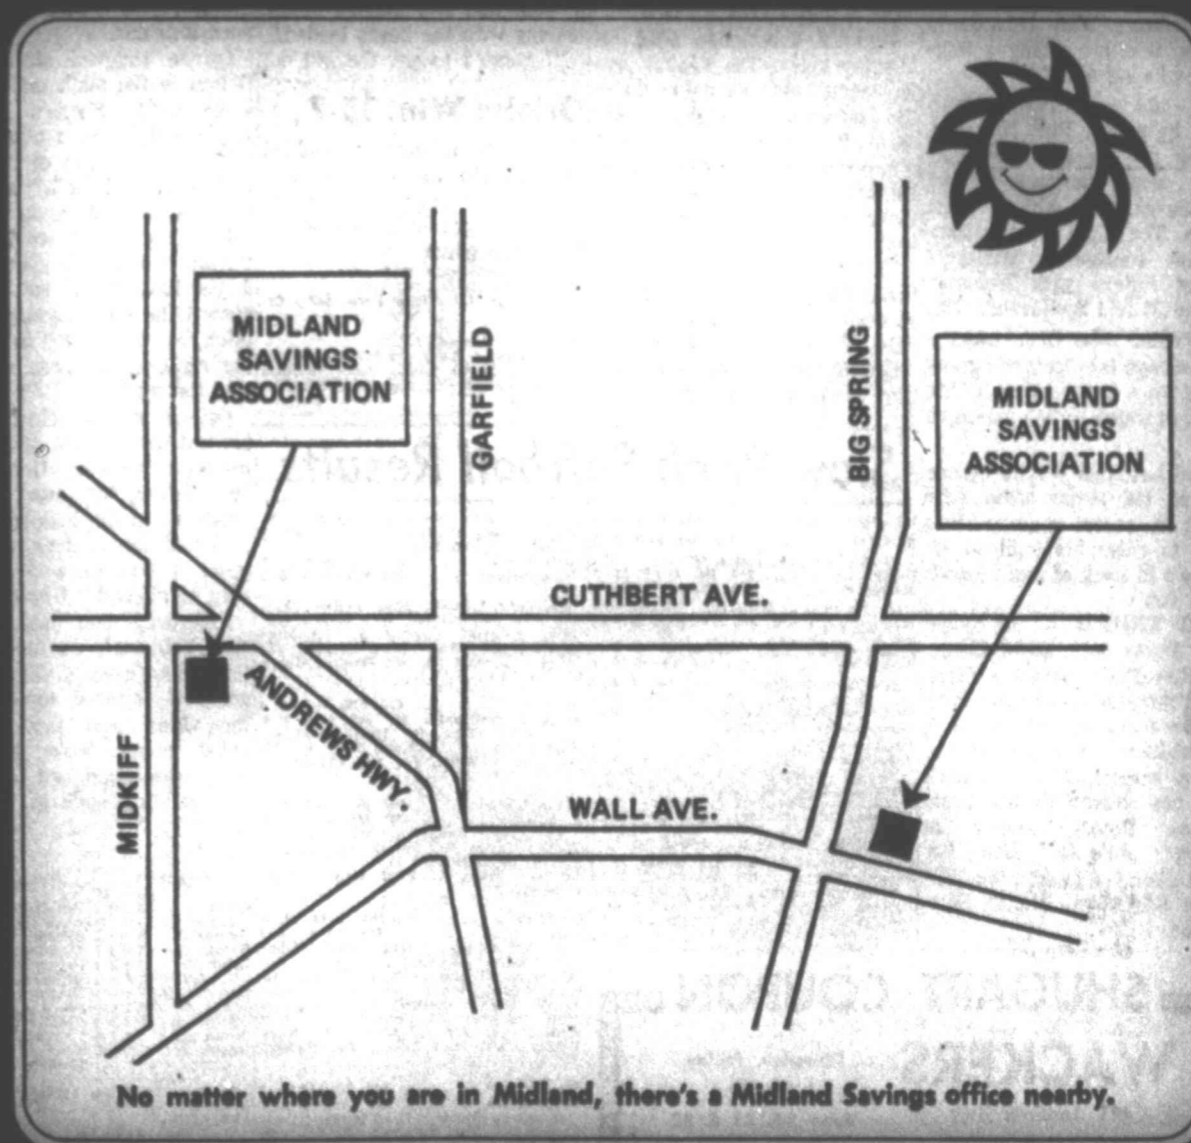 MIDLAND
SAVINGS
ASSOCIATION
GARFIELD
BIG SPRING
MIDLAND
SAVINGS
ASSOCIATION
CUTHBERT AVE.
ANDREWS HWY.
MIDKIFF
WALL AVE.
No matter where you are in Midland, there's a Midland Savings office nearby.